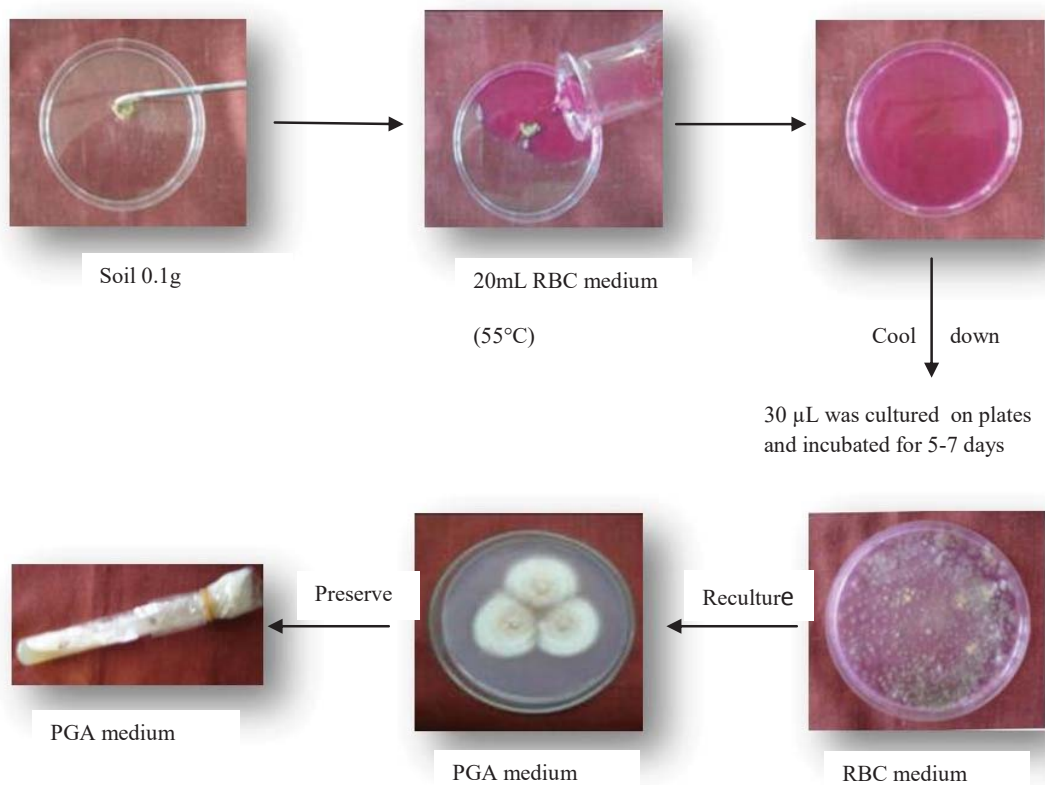 Soil 0.1g
20mL RBC medium
(55°C)
Cool down
30 µL was cultured on plates
and incubated for 5-7 days
Reculture
Preserve
PGA medium
PGA medium
RBC medium